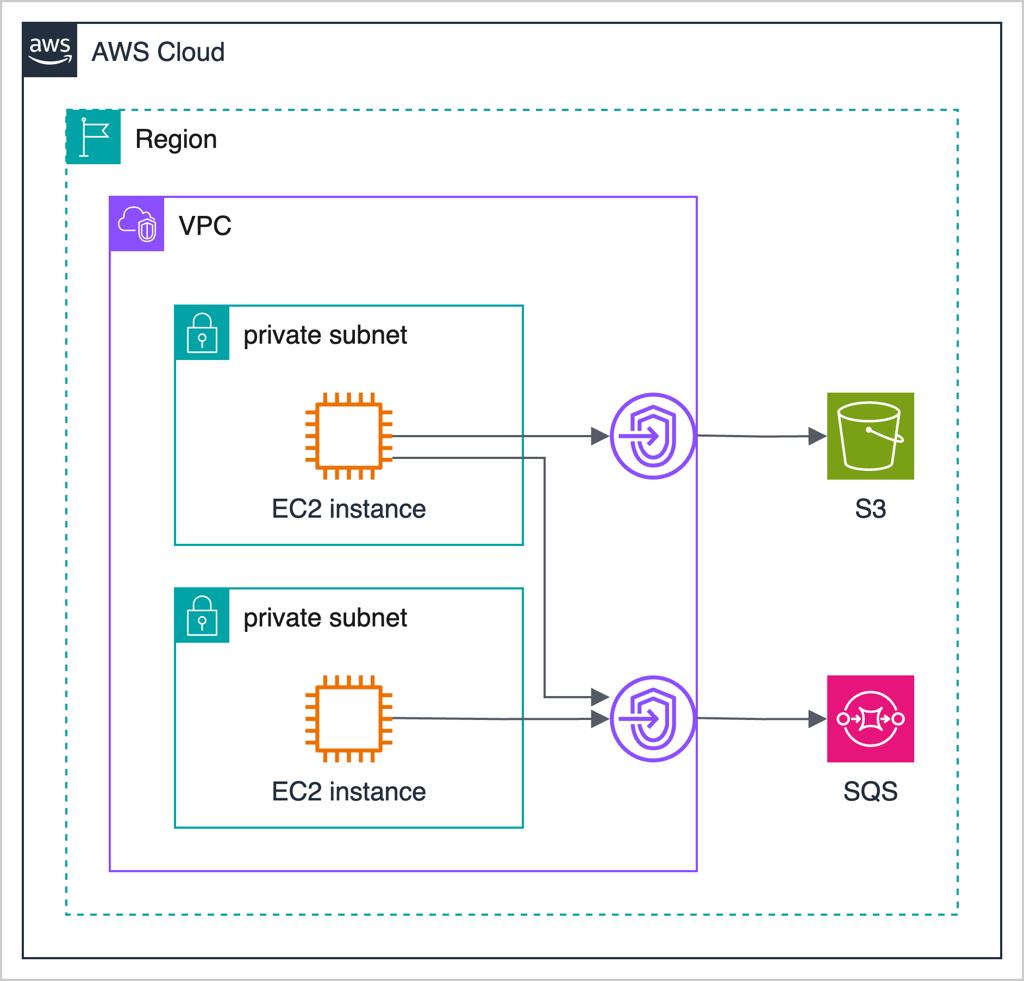 aws
AWS Cloud
Region
VPC
private subnet
EC2 instance
S3
private subnet
EC2 instance
SQS